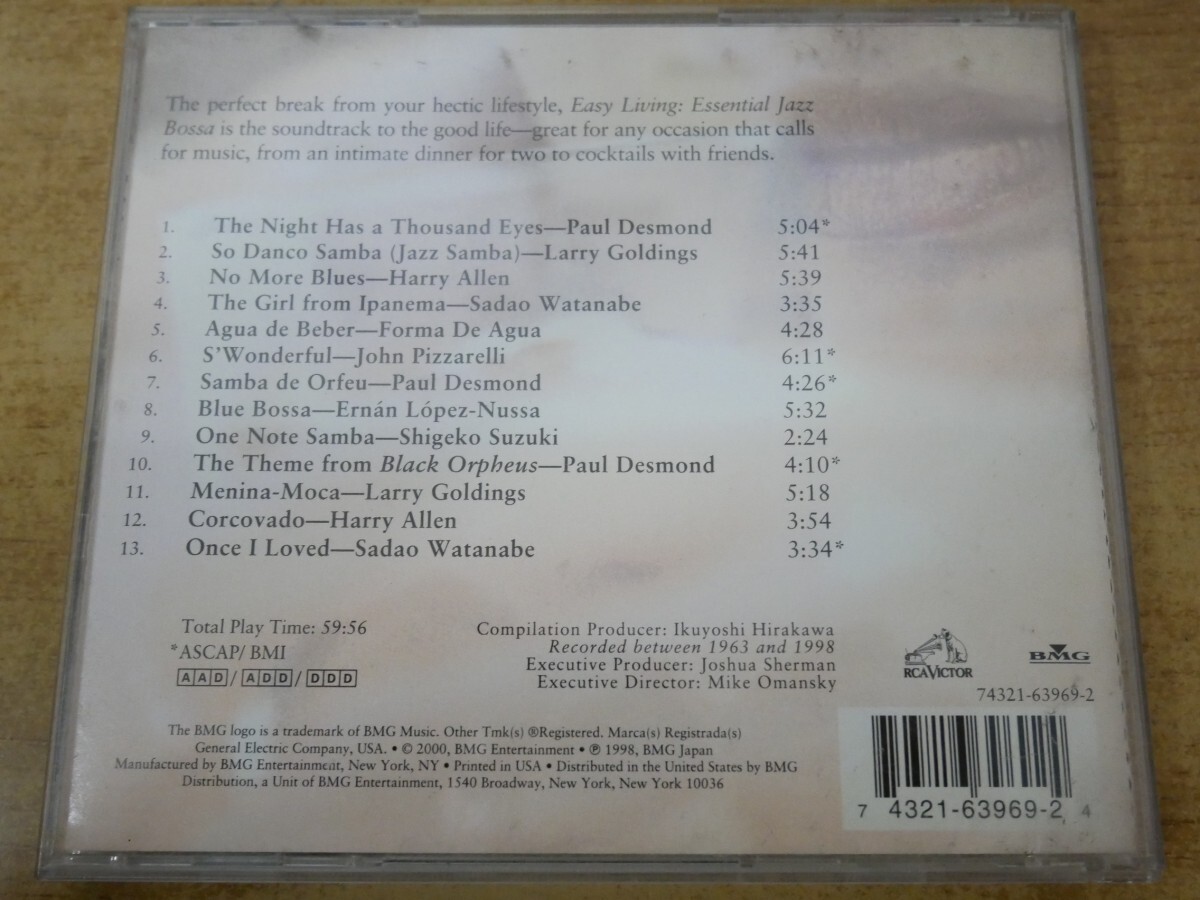 The perfect break from your hectic lifestyle, Easy Living: Essential Jazz
Bossa is the soundtrack to the good life—great for any occasion that calls
for music, from an intimate dinner for two to cocktails with friends.
1. The Night Has a Thousand Eyes—Paul Desmond 5:04*
2. So Danco Samba (Jazz Samba)—Larry Goldings 5:41
3. No More Blues—Harry Allen 5:39
4. The Girl from Ipanema—Sadao Watanabe 3:35
5. Agua de Beber—Forma De Agua 4:28
6. S'Wonderful—John Pizzarelli 6:11*
7. Samba de Orfeu—Paul Desmond 4:26*
8. Blue Bossa—Ernán López-Nussa 5:32
9. One Note Samba—Shigeko Suzuki 2:24
10. The Theme from Black Orpheus—Paul Desmond 4:10*
11. Menina-Moca—Larry Goldings 5:18
12. Corcovado—Harry Allen 3:54
13. Once I Loved—Sadao Watanabe 3:34*
Total Play Time: 59:56
*ASCAP/ BMI
AAD/ADD/DDD
Compilation Producer: Ikuyoshi Hirakawa
Recorded between 1963 and 1998
Executive Producer: Joshua Sherman
Executive Director: Mike Omansky
RCAVICTOR
BMG
74321-63969-2
The BMG logo is a trademark of BMG Music. Other Tmk(s) ®Registered. Marca(s) Registrada(s)
General Electric Company, USA. • © 2000, BMG Entertainment • ℗ 1998, BMG Japan
Manufactured by BMG Entertainment, New York, NY • Printed in USA • Distributed in the United States by BMG
Distribution, a Unit of BMG Entertainment, 1540 Broadway, New York, New York 10036
7 4321-63969-2 4